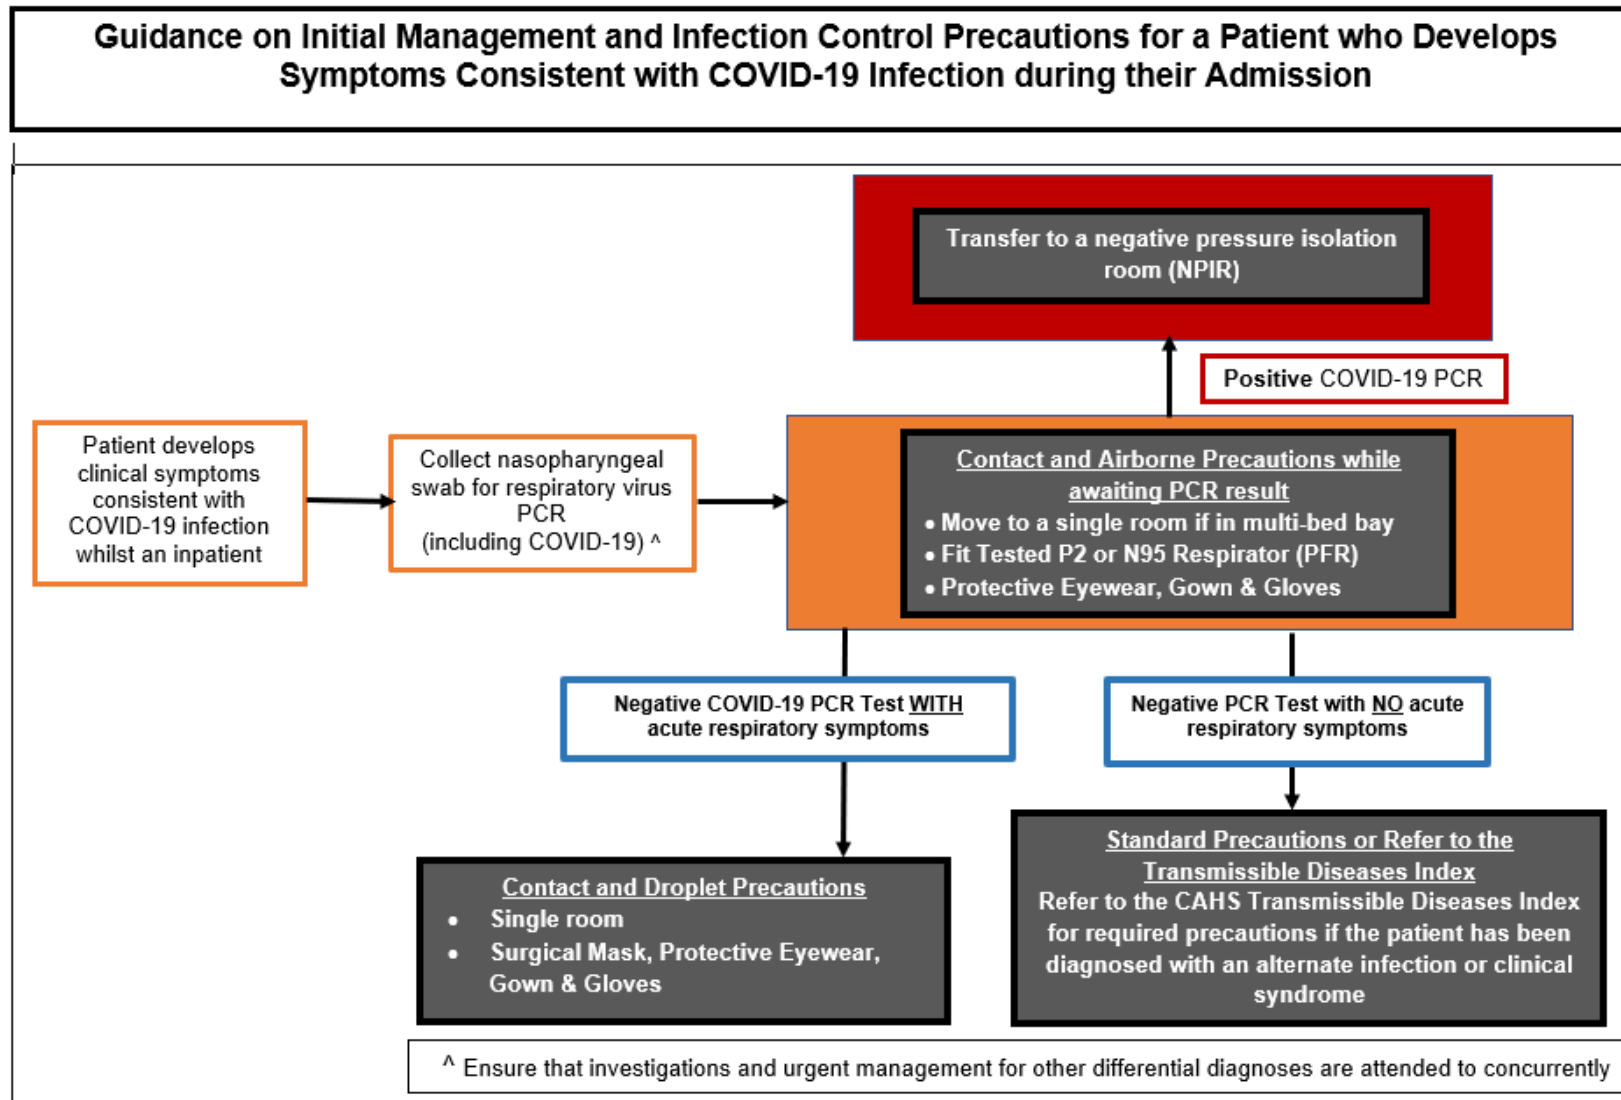 Guidance on Initial Management and Infection Control Precautions for a Patient who Develops
Symptoms Consistent with COVID-19 Infection during their Admission
Transfer to a negative pressure isolation
room (NPIR)
Positive COVID-19 PCR
Patient develops
clinical symptoms
consistent with
COVID-19 infection
whilst an inpatient
Collect nasopharyngeal
swab for respiratory virus
PCR
(including COVID-19) ^
Contact and Airborne Precautions while
awaiting PCR result
• Move to a single room if in multi-bed bay
• Fit Tested P2 or N95 Respirator (PFR)
• Protective Eyewear, Gown & Gloves
Negative COVID-19 PCR Test WITH
acute respiratory symptoms
Negative PCR Test with NO acute
respiratory symptoms
Contact and Droplet Precautions
• Single room
• Surgical Mask, Protective Eyewear,
Gown & Gloves
Standard Precautions or Refer to the
Transmissible Diseases Index
Refer to the CAHS Transmissible Diseases Index
for required precautions if the patient has been
diagnosed with an alternate infection or clinical
syndrome
^ Ensure that investigations and urgent management for other differential diagnoses are attended to concurrently